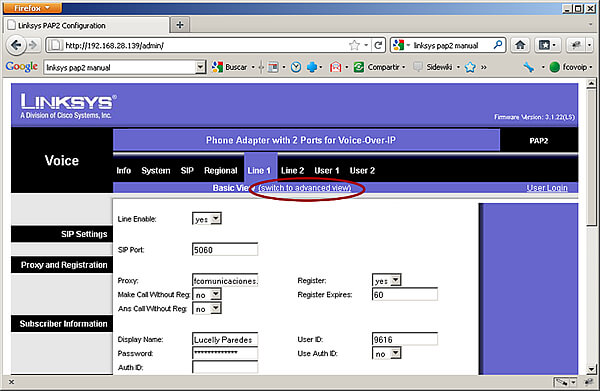 Firefox
Linksys PAP2 Configuration
http://192.168.28.139/admin/
linksys pap2 manual
Google linksys pap2 manual Buscar Compartir Sidewiki fcovoip
LINKSYS®
A Division of Cisco Systems, Inc.
Firmware Version: 3.1.22(LS)
Phone Adapter with 2 Ports for Voice-Over-IP PAP2
Voice
Info System SIP Regional Line 1 Line 2 User 1 User 2
Basic View (switch to advanced view) User Login
Line Enable: yes
SIP Settings
SIP Port: 5060
Proxy and Registration
Proxy: fcomunicaciones. Register: yes
Make Call Without Reg: no Register Expires: 60
Ans Call Without Reg: no
Subscriber Information
Display Name: Lucelly Paredes User ID: 9616
Password: ************* Use Auth ID: no
Auth ID: